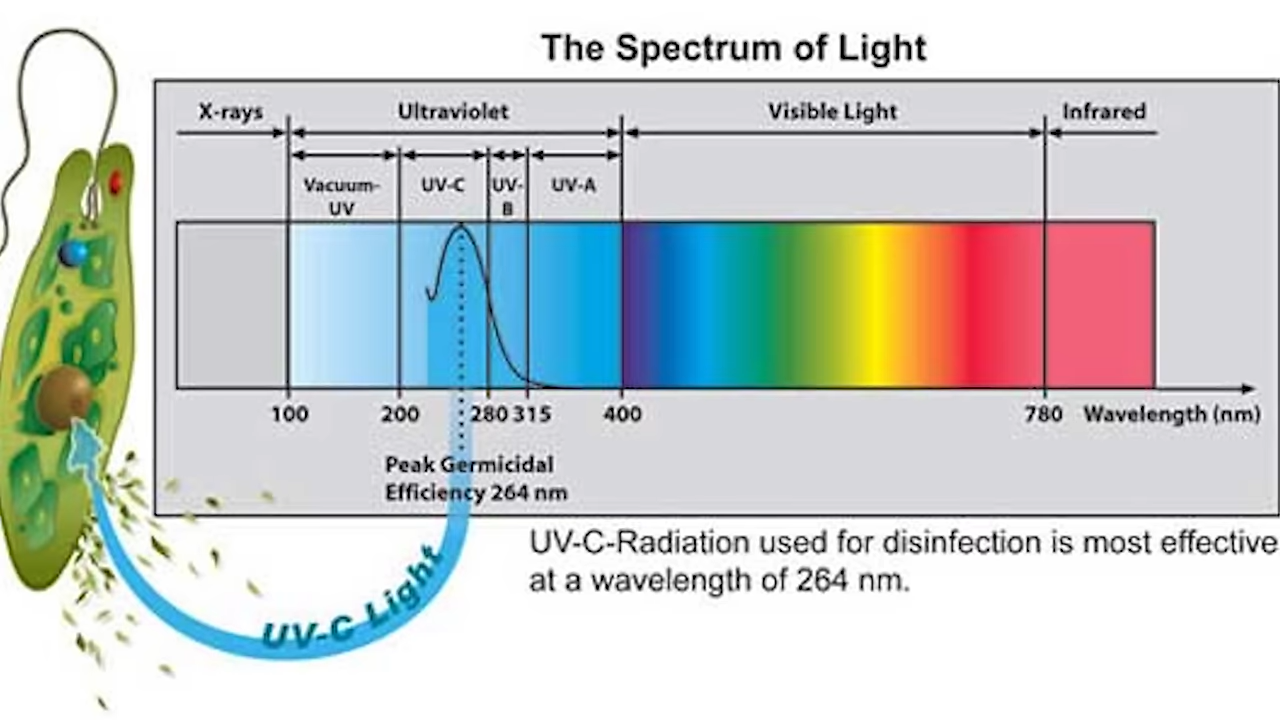 The Spectrum of Light
X-rays
Ultraviolet
Visible Light
Infrared
Vacuum-
UV
UV-C
UV-
B
UV-A
100
200
280
315
400
780
Wavelength (nm)
Peak Germicidal
Efficiency 264 nm
UV-C-Radiation used for disinfection is most effective
at a wavelength of 264 nm.
UV-C Light